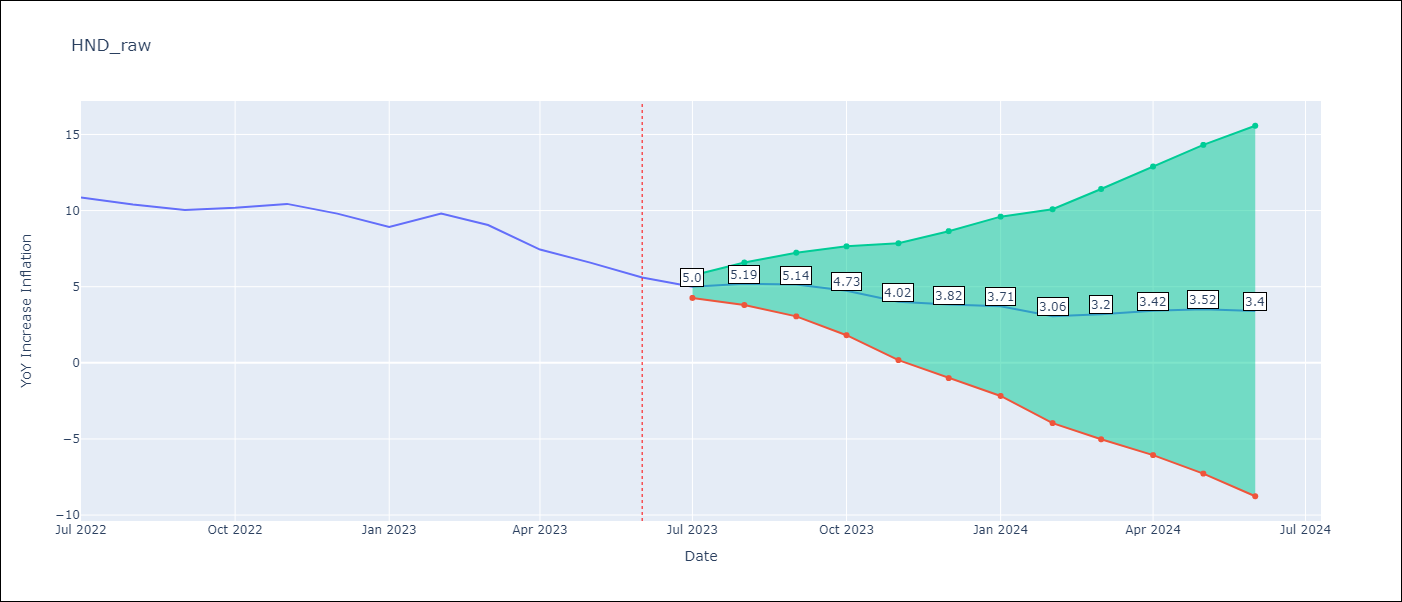 HND_raw
YoY Increase Inflation
15
10
5
0
−5
−10
5.0
5.19
5.14
4.73
4.02
3.82
3.71
3.06
3.2
3.42
3.52
3.4
Jul 2022
Oct 2022
Jan 2023
Apr 2023
Jul 2023
Oct 2023
Jan 2024
Apr 2024
Jul 2024
Date